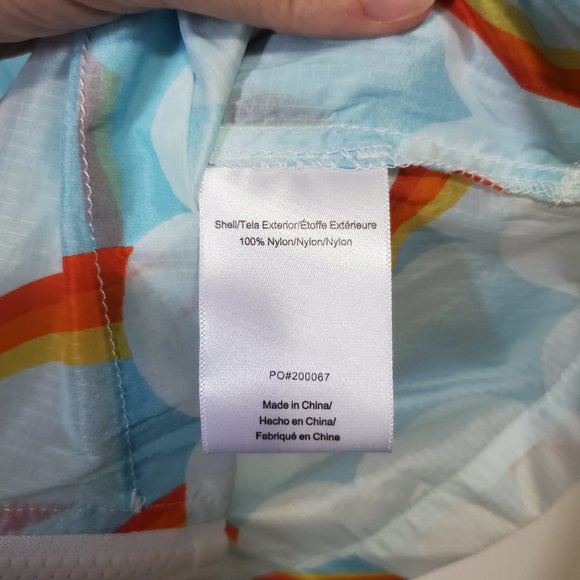 Shell/Tela Exterior/Étoffe Extérieure
100% Nylon/Nylon/Nylon
PO#200067
Made in China/
Hecho en China/
Fabriqué en Chine